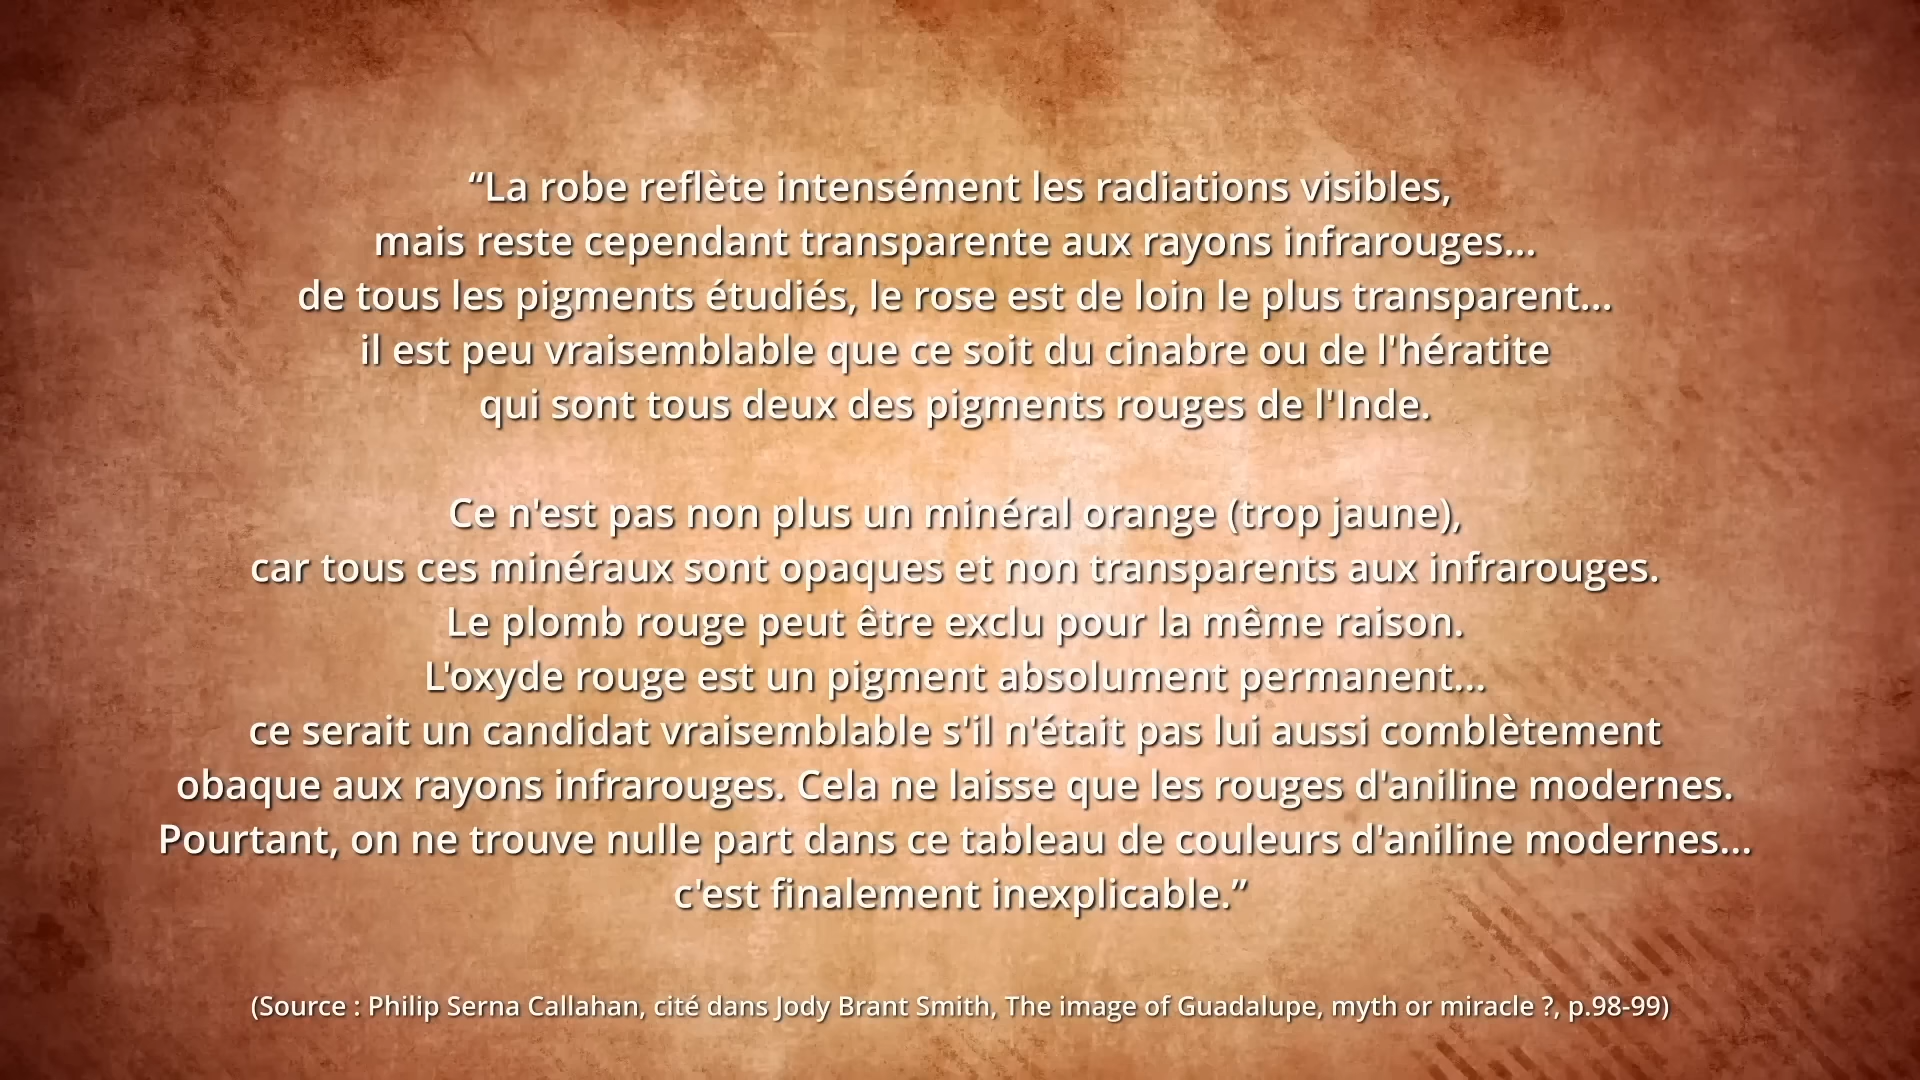 “La robe reflète intensément les radiations visibles,
mais reste cependant transparente aux rayons infrarouges...
de tous les pigments étudiés, le rose est de loin le plus transparent...
il est peu vraisemblable que ce soit du cinabre ou de l'hératite
qui sont tous deux des pigments rouges de l'Inde.
Ce n'est pas non plus un minéral orange (trop jaune),
car tous ces minéraux sont opaques et non transparents aux infrarouges.
Le plomb rouge peut être exclu pour la même raison.
L'oxyde rouge est un pigment absolument permanent...
ce serait un candidat vraisemblable s'il n'était pas lui aussi comblètement
obaque aux rayons infrarouges. Cela ne laisse que les rouges d'aniline modernes.
Pourtant, on ne trouve nulle part dans ce tableau de couleurs d'aniline modernes...
c'est finalement inexplicable.”
(Source : Philip Serna Callahan, cité dans Jody Brant Smith, The image of Guadalupe, myth or miracle ?, p.98-99)